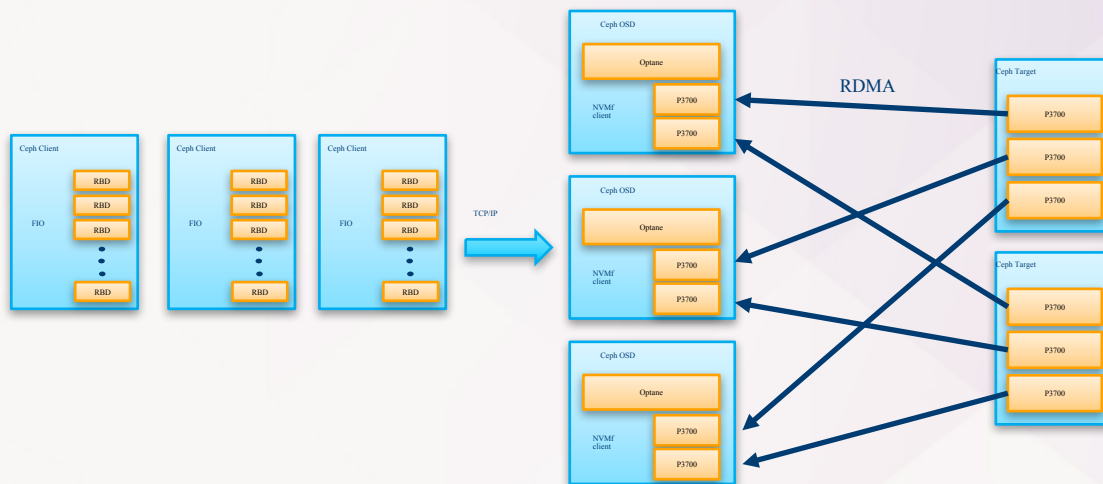 Ceph Client
FIO
RBD
RBD
RBD
RBD
Ceph Client
FIO
RBD
RBD
RBD
RBD
Ceph Client
FIO
RBD
RBD
RBD
RBD
TCP/IP
Ceph OSD
Optane
NVMf
client
P3700
P3700
Ceph OSD
Optane
NVMf
client
P3700
P3700
Ceph OSD
Optane
NVMf
client
P3700
P3700
RDMA
Ceph Target
P3700
P3700
P3700
Ceph Target
P3700
P3700
P3700